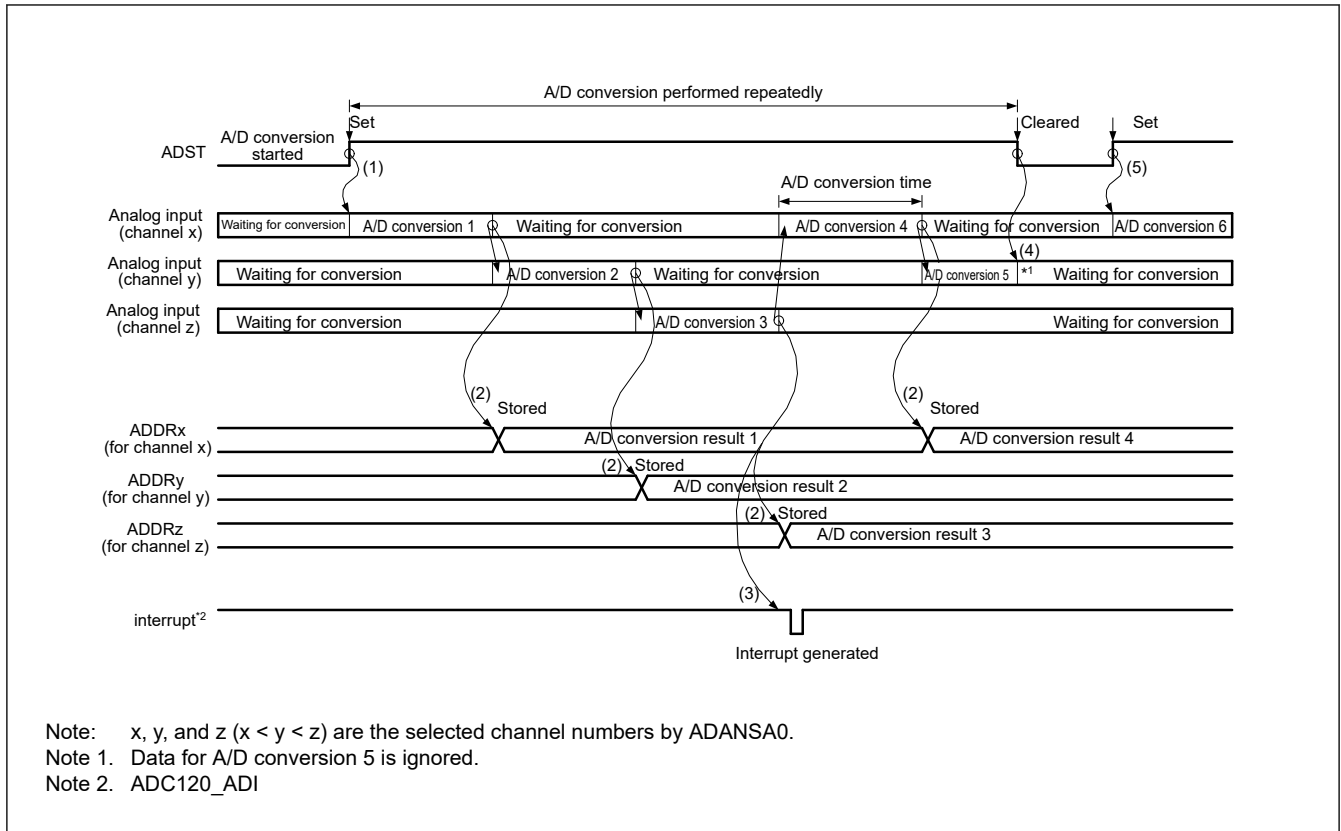 A/D conversion performed repeatedly
Set
Cleared
Set
A/D conversion
started
ADST
(1)
(5)
A/D conversion time
Analog input
(channel x)
Waiting for conversion
A/D conversion 1
Waiting for conversion
A/D conversion 4
Waiting for conversion
A/D conversion 6
(4)
Analog input
(channel y)
Waiting for conversion
A/D conversion 2
Waiting for conversion
A/D conversion 5
*1
Waiting for conversion
Analog input
(channel z)
Waiting for conversion
A/D conversion 3
Waiting for conversion
(2)
Stored
(2)
Stored
ADDRx
(for channel x)
A/D conversion result 1
A/D conversion result 4
(2)
Stored
ADDRy
(for channel y)
A/D conversion result 2
(2)
Stored
ADDRz
(for channel z)
A/D conversion result 3
(3)
interrupt*2
Interrupt generated
Note: x, y, and z (x < y < z) are the selected channel numbers by ADANSA0.
Note 1. Data for A/D conversion 5 is ignored.
Note 2. ADC120_ADI